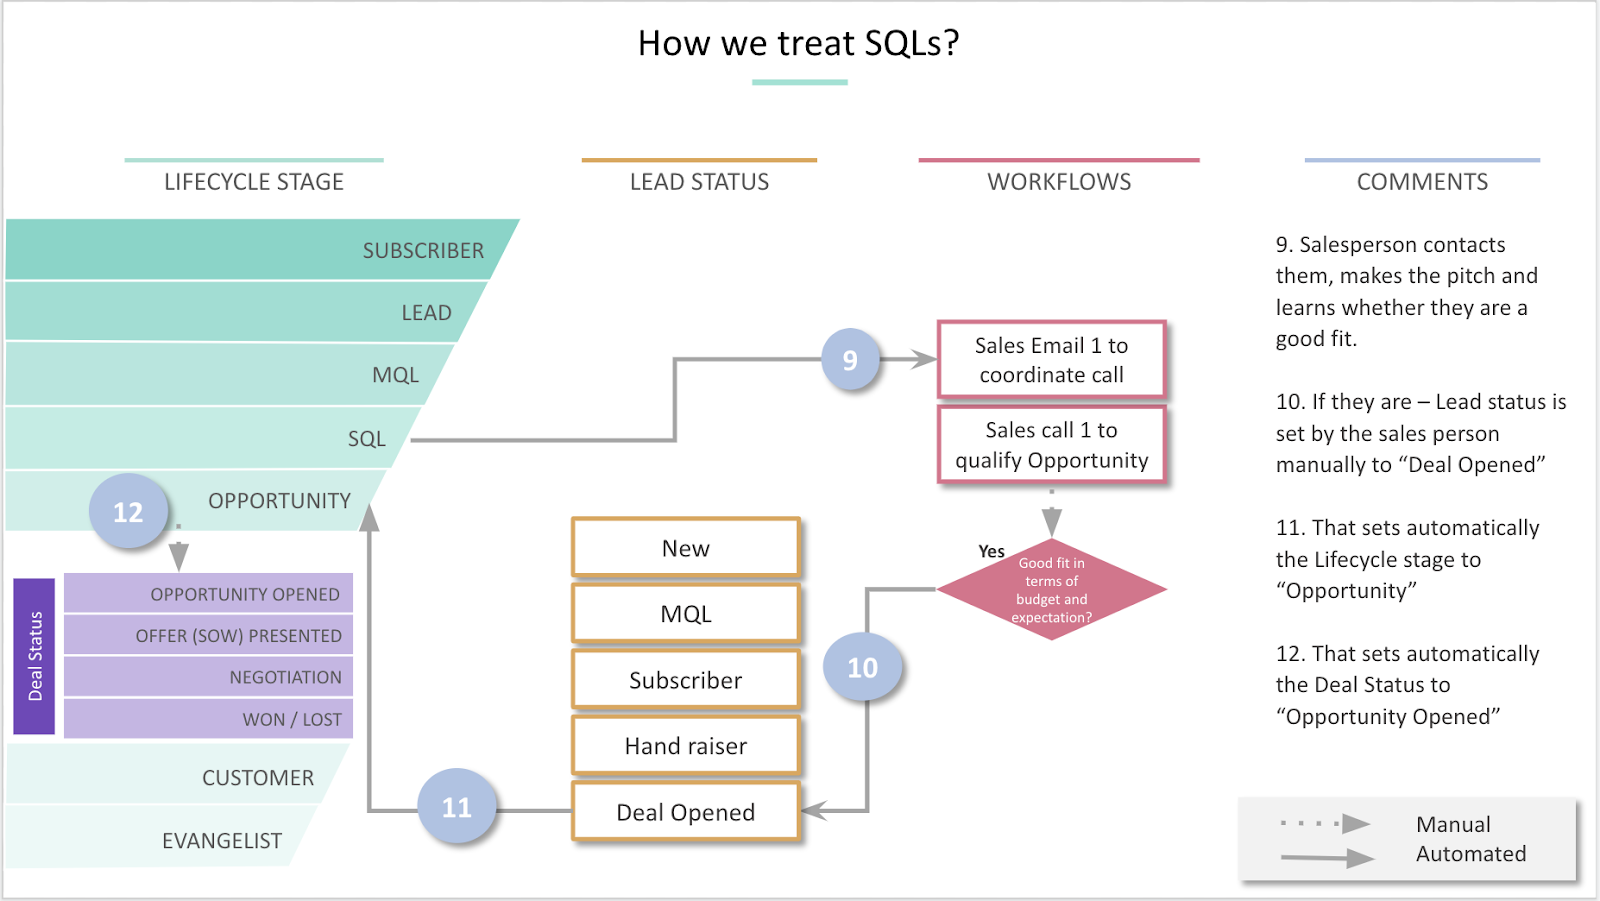 How we treat SQLs?
LIFECYCLE STAGE
LEAD STATUS
WORKFLOWS
COMMENTS
SUBSCRIBER
LEAD
MQL
SQL
OPPORTUNITY
12
Deal Status
OPPORTUNITY OPENED
OFFER (SOW) PRESENTED
NEGOTIATION
WON / LOST
CUSTOMER
EVANGELIST
9
Sales Email 1 to
coordinate call
Sales call 1 to
qualify Opportunity
Yes
Good fit in
terms of
budget and
expectation?
10
New
MQL
Subscriber
Hand raiser
Deal Opened
11
9. Salesperson contacts
them, makes the pitch and
learns whether they are a
good fit.
10. If they are – Lead status is
set by the sales person
manually to “Deal Opened”
11. That sets automatically
the Lifecycle stage to
“Opportunity”
12. That sets automatically
the Deal Status to
“Opportunity Opened”
Manual
Automated